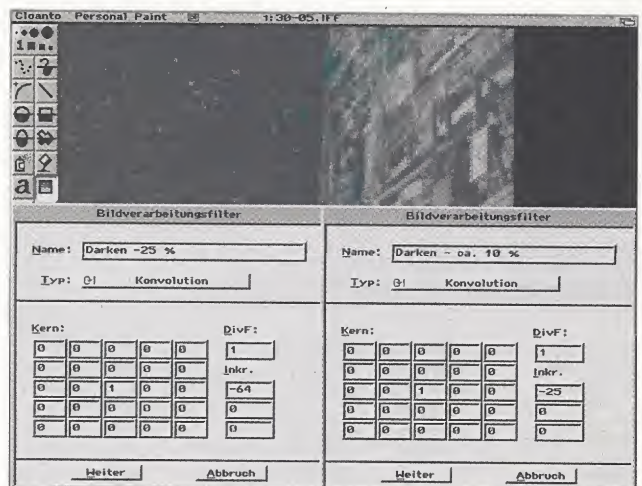 Cloanto Personal Paint 1:30-05.IFF
1
a
Bildverarbeitungsfilter
Name: Darken -25 %
Typ: Konvolution
Kern: DivF:
0 0 0 0 0 1
0 0 0 0 0 Inkr.
0 0 1 0 0 -64
0 0 0 0 0 0
0 0 0 0 0 0
Weiter Abbruch
Bildverarbeitungsfilter
Name: Darken - ca. 10 %
Typ: Konvolution
Kern: DivF:
0 0 0 0 0 1
0 0 0 0 0 Inkr.
0 0 1 0 0 -25
0 0 0 0 0 0
0 0 0 0 0 0
Weiter Abbruch